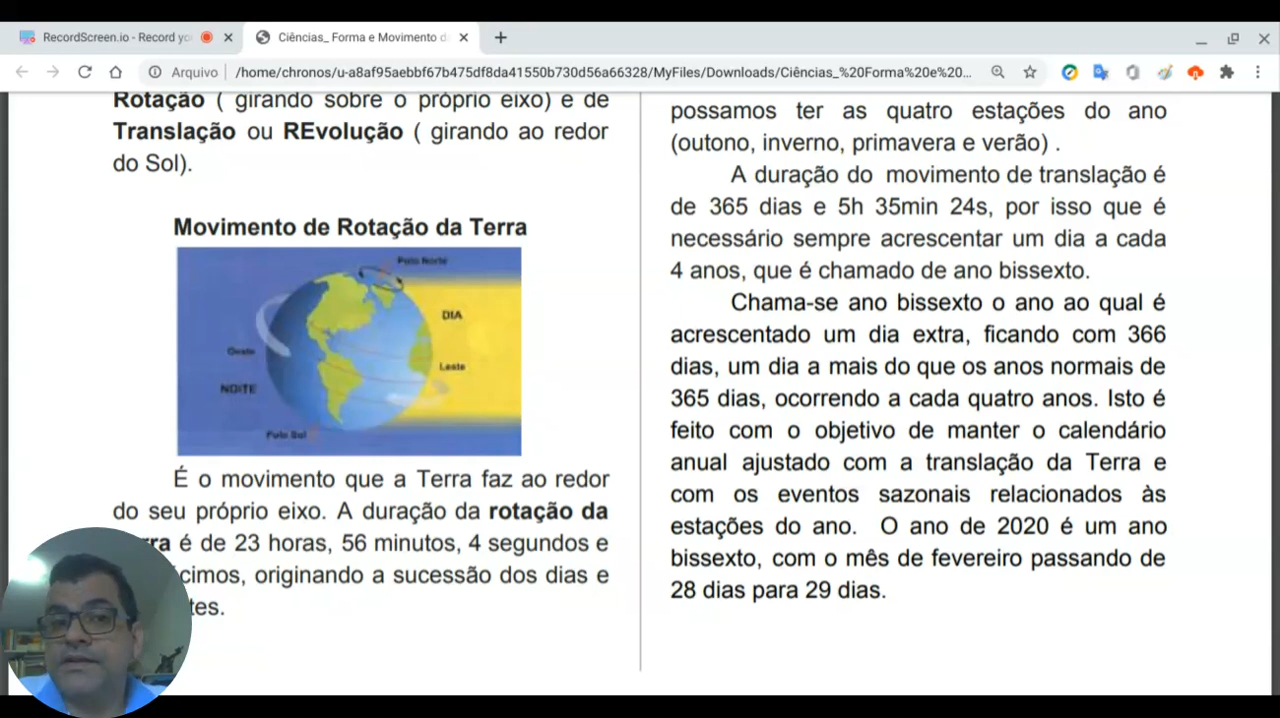 RecordScreen.io - Record yo
Ciências_ Forma e Movimento d
Arquivo
/home/chronos/u-a8af95aebbf67b475df8da41550b730d56a66328/MyFiles/Downloads/Ciências_%20Forma%20e%20...
Rotação ( girando sobre o próprio eixo) e de
Translação ou REvolução ( girando ao redor
do Sol).
Movimento de Rotação da Terra
Polo Norte
DIA
Oeste
Leste
NOITE
Polo Sol
É o movimento que a Terra faz ao redor
do seu próprio eixo. A duração da rotação da
rra é de 23 horas, 56 minutos, 4 segundos e
cimos, originando a sucessão dos dias e
tes.
possamos ter as quatro estações do ano
(outono, inverno, primavera e verão) .
A duração do movimento de translação é
de 365 dias e 5h 35min 24s, por isso que é
necessário sempre acrescentar um dia a cada
4 anos, que é chamado de ano bissexto.
Chama-se ano bissexto o ano ao qual é
acrescentado um dia extra, ficando com 366
dias, um dia a mais do que os anos normais de
365 dias, ocorrendo a cada quatro anos. Isto é
feito com o objetivo de manter o calendário
anual ajustado com a translação da Terra e
com os eventos sazonais relacionados às
estações do ano. O ano de 2020 é um ano
bissexto, com o mês de fevereiro passando de
28 dias para 29 dias.